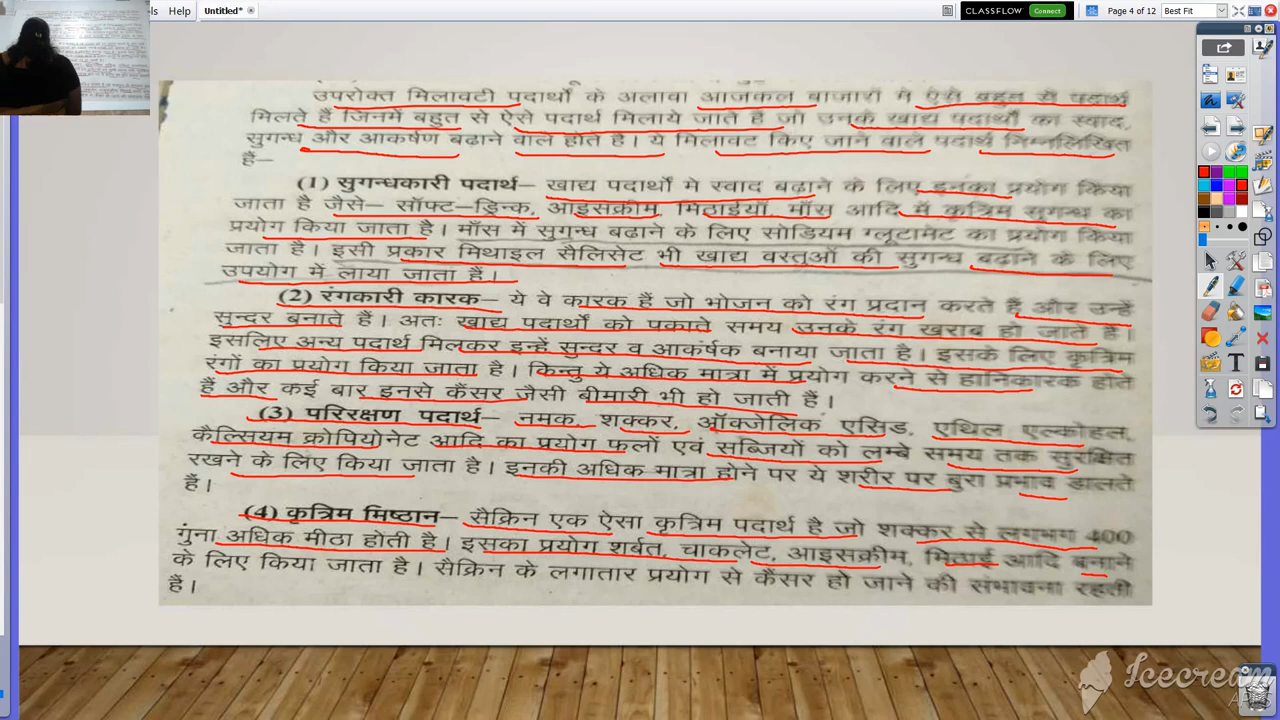 ls Help Untitled* CLASSFLOW Connect Page 4 of 12 Best Fit
उपरोक्त मिलावटी पदार्थों के अलावा आजकल बाजारों में ऐसे बहुत से पदार्थ
मिलते हैं जिनमें बहुत से ऐसे पदार्थ मिलाये जाते हैं जो उनके खाद्य पदार्थों का स्वाद,
सुगन्ध और आकर्षण बढ़ाने वाले होते है। ये मिलावट किए जाने वाले पदार्थ निम्नलिखित
हैं–
(1) सुगन्धकारी पदार्थ– खाद्य पदार्थों मे स्वाद बढ़ाने के लिए इनका प्रयोग किया
जाता है जैसे– सॉफ्ट–ड्रिंक, आइसक्रीम, मिठाईयाँ, माँस आदि में कृत्रिम सुगन्ध का
प्रयोग किया जाता है। माँस में सुगन्ध बढ़ाने के लिए सोडियम ग्लूटामेट का प्रयोग किया
जाता है। इसी प्रकार मिथाइल सैलिसेट भी खाद्य वस्तुओं की सुगन्ध बढ़ाने के लिए
उपयोग में लाया जाता हैं।
(2) रंगकारी कारक– ये वे कारक हैं जो भोजन को रंग प्रदान करते हैं और उन्हें
सुन्दर बनाते हैं। अतः खाद्य पदार्थों को पकाते समय उनके रंग खराब हो जाते हैं।
इसलिए अन्य पदार्थ मिलकर इन्हें सुन्दर व आकर्षक बनाया जाता है। इसके लिए कृत्रिम
रंगों का प्रयोग किया जाता है। किन्तु ये अधिक मात्रा में प्रयोग करने से हानिकारक होते
हैं और कई बार इनसे कैंसर जैसी बीमारी भी हो जाती हैं।
(3) परिरक्षण पदार्थ– नमक, शक्कर, ऑक्जेलिक एसिड, एथिल एल्कोहल,
कैल्सियम क्रोपियोनेट आदि का प्रयोग फलों एवं सब्जियों को लम्बे समय तक सुरक्षित
रखने के लिए किया जाता है। इनकी अधिक मात्रा होने पर ये शरीर पर बुरा प्रभाव डालते
हैं।
(4) कृत्रिम मिष्ठान– सैक्रिन एक ऐसा कृत्रिम पदार्थ है जो शक्कर से लगभग 400
गुंना अधिक मीठा होती है। इसका प्रयोग शर्बत, चाकलेट, आइसक्रीम, मिठाई आदि बनाने
के लिए किया जाता है। सैक्रिन के लगातार प्रयोग से कैंसर हो जाने की संभावना रहती
हैं।
Icecream
APPS